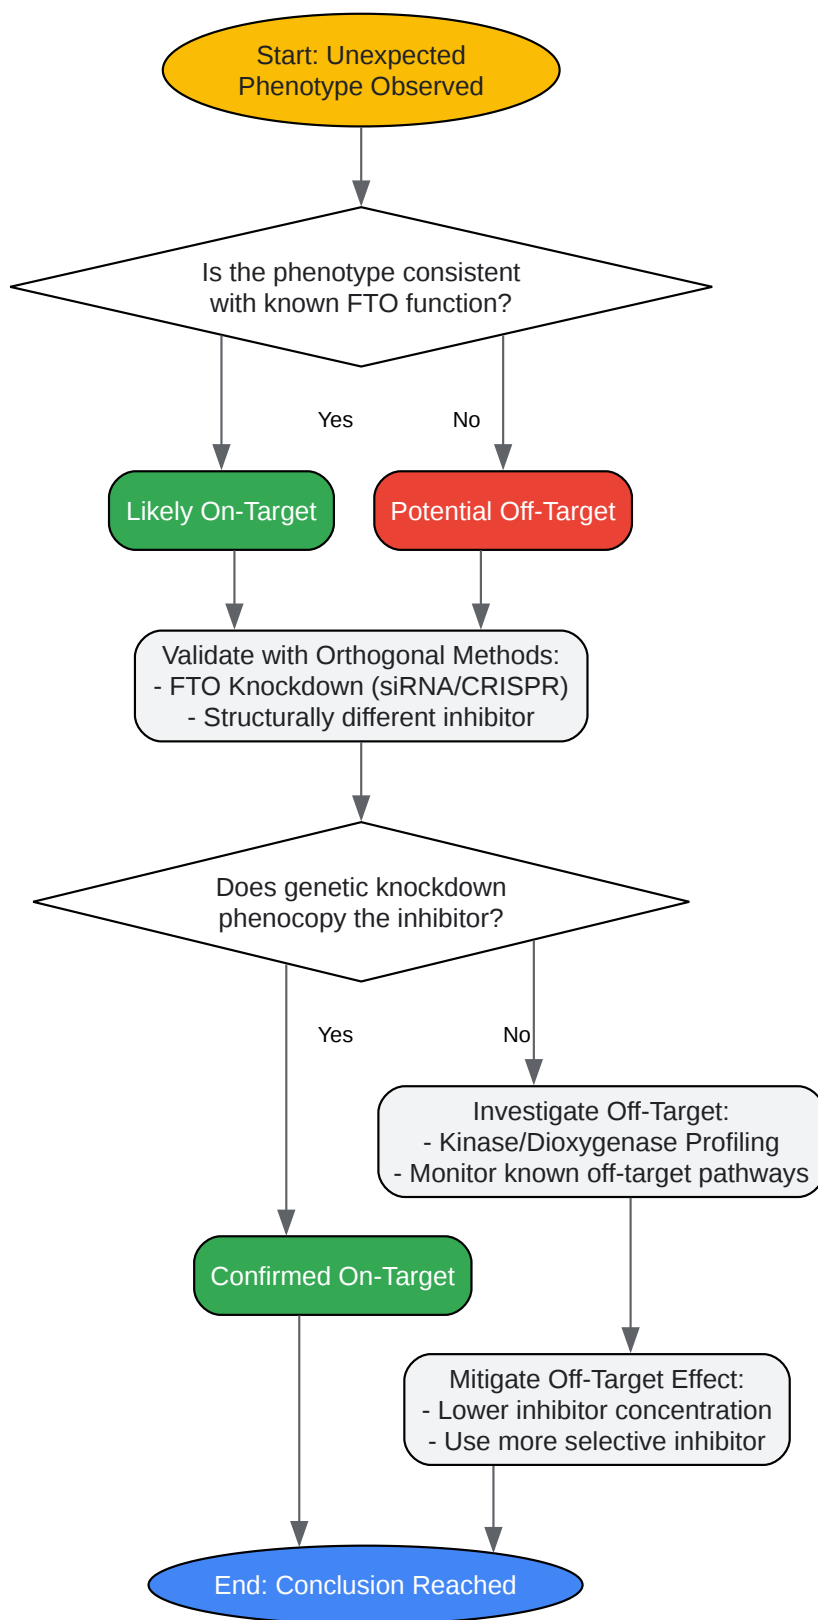 Start: Unexpected
Phenotype Observed
Is the phenotype consistent
with known FTO function?
Yes
No
Likely On-Target
Potential Off-Target
Validate with Orthogonal Methods:
- FTO Knockdown (siRNA/CRISPR)
- Structurally different inhibitor
Does genetic knockdown
phenocopy the inhibitor?
Yes
No
Investigate Off-Target:
- Kinase/Dioxygenase Profiling
- Monitor known off-target pathways
Confirmed On-Target
Mitigate Off-Target Effect:
- Lower inhibitor concentration
- Use more selective inhibitor
End: Conclusion Reached